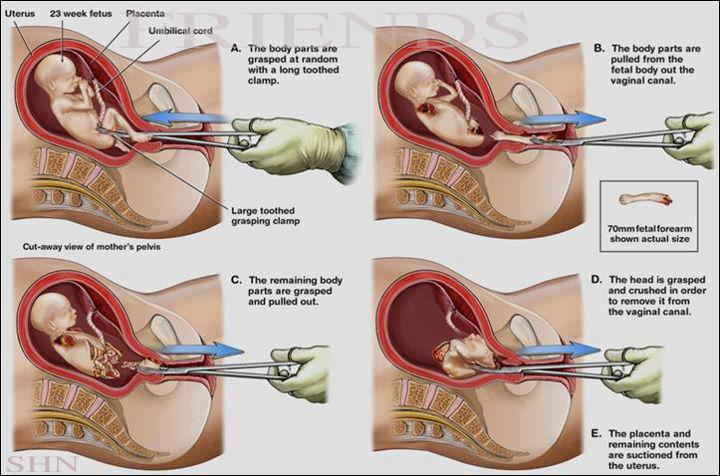 FRIENDS
Uterus 23 week fetus Placenta
Umbilical cord
A. The body parts are
grasped at random
with a long toothed
clamp.
B. The body parts are
pulled from the
fetal body out the
vaginal canal.
Large toothed
grasping clamp
70mm fetal forearm
shown actual size
Cut-away view of mother's pelvis
C. The remaining body
parts are grasped
and pulled out.
D. The head is grasped
and crushed in order
to remove it from
the vaginal canal.
E. The placenta and
remaining contents
are suctioned from
the uterus.
SHN